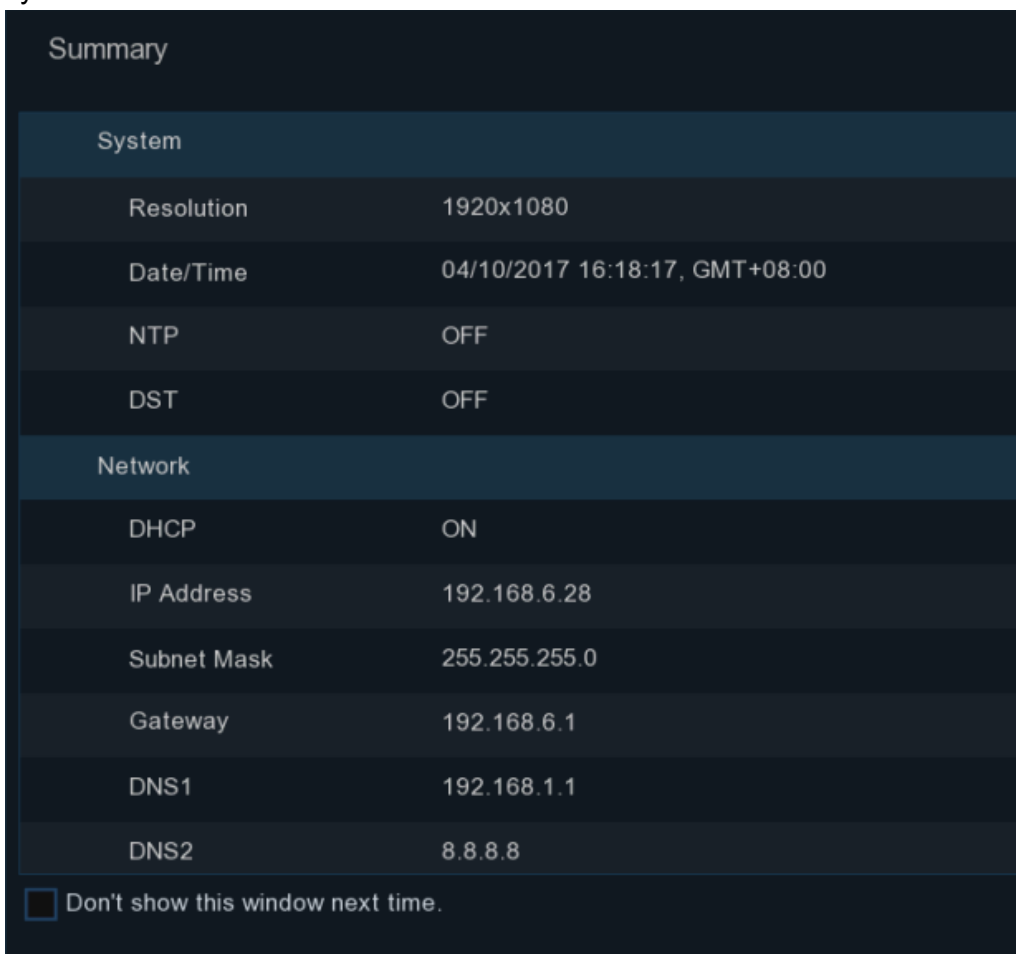 Summary
System
Resolution 1920x1080
Date/Time 04/10/2017 16:18:17, GMT+08:00
NTP OFF
DST OFF
Network
DHCP ON
IP Address 192.168.6.28
Subnet Mask 255.255.255.0
Gateway 192.168.6.1
DNS1 192.168.1.1
DNS2 8.8.8.8
Don't show this window next time.